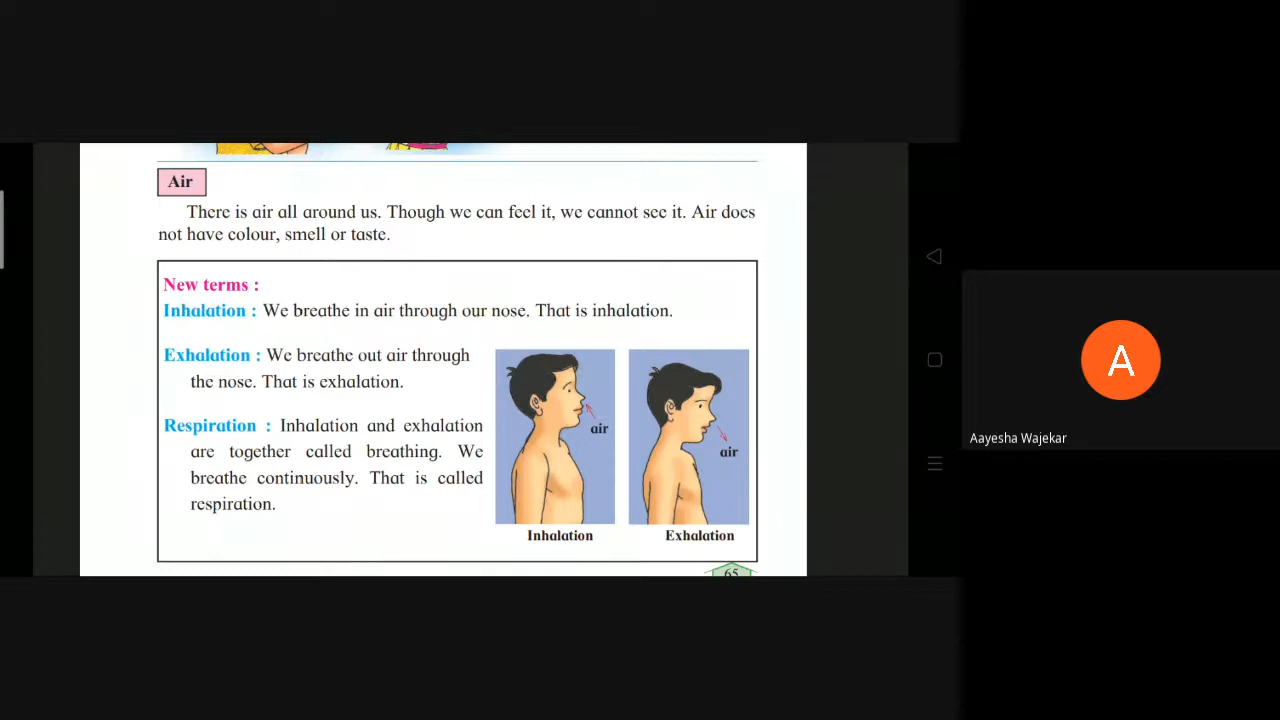 Air
There is air all around us. Though we can feel it, we cannot see it. Air does
not have colour, smell or taste.
New terms :
Inhalation : We breathe in air through our nose. That is inhalation.
Exhalation : We breathe out air through
the nose. That is exhalation.
Respiration : Inhalation and exhalation
are together called breathing. We
breathe continuously. That is called
respiration.
air
air
Inhalation
Exhalation
65
A
Aayesha Wajekar